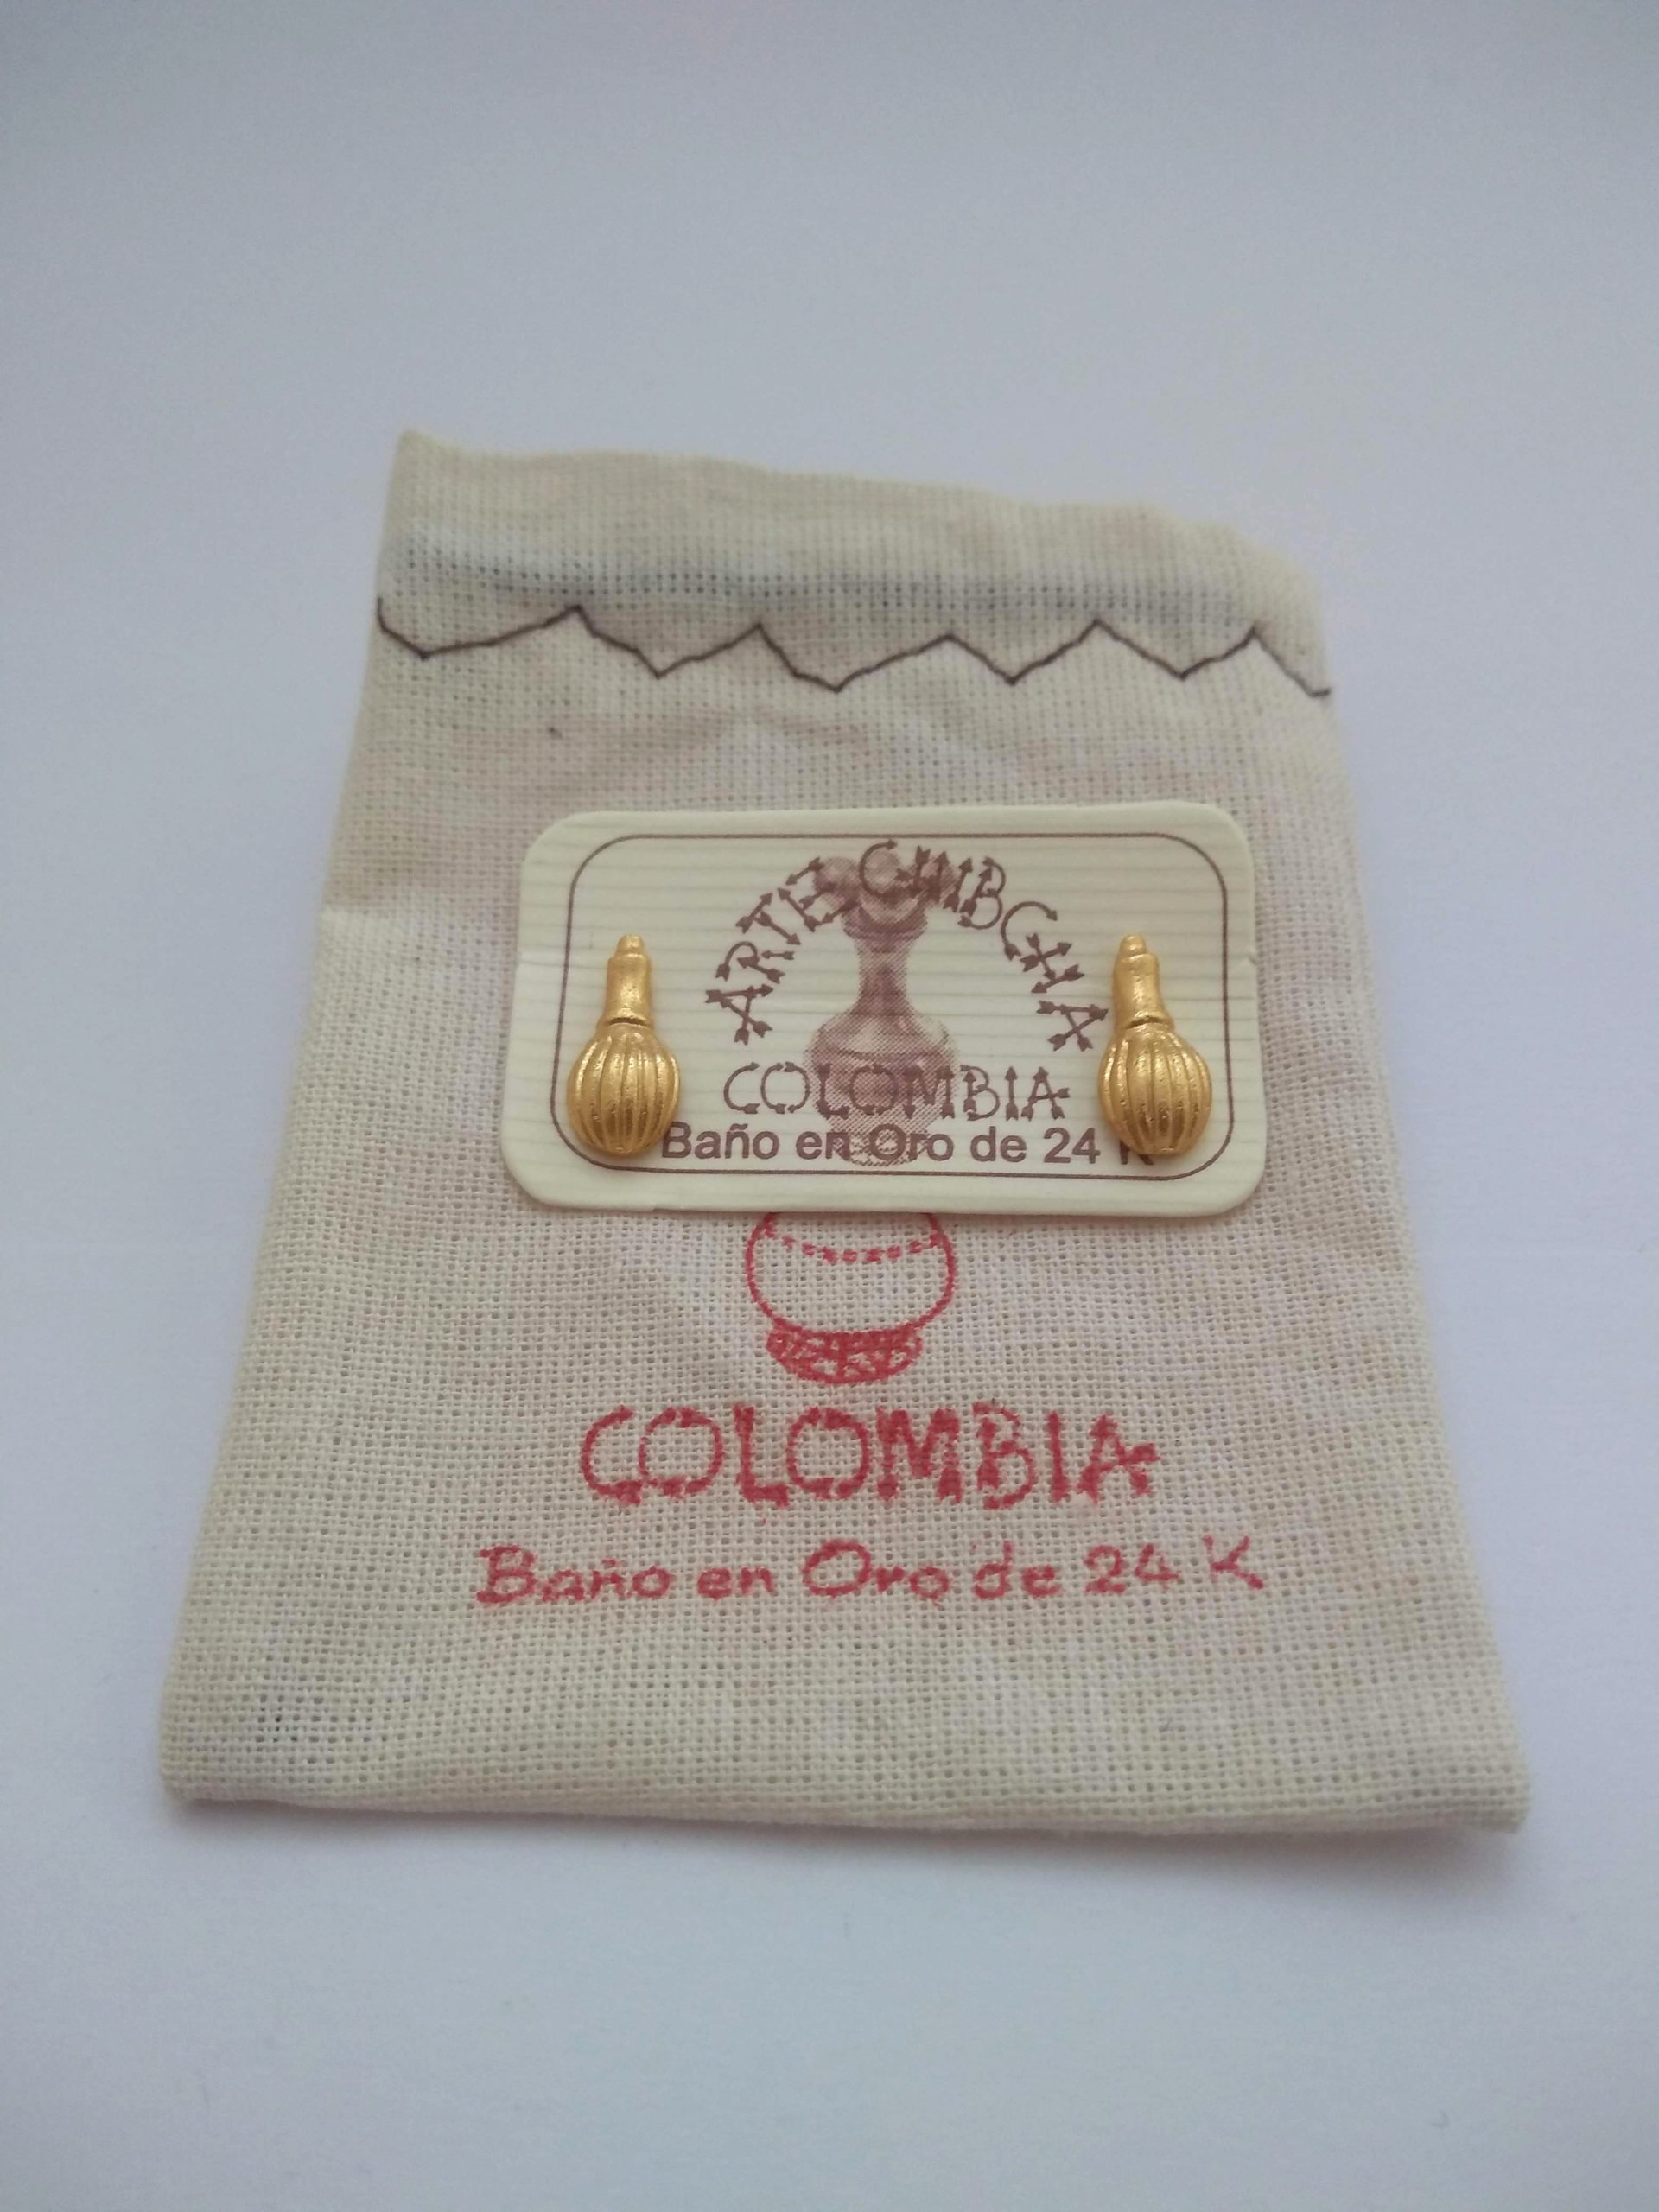 ARTE CHIBCHA
COLOMBIA
Baño en Oro de 24 K
COLOMBIA
Baño en Oro de 24 K